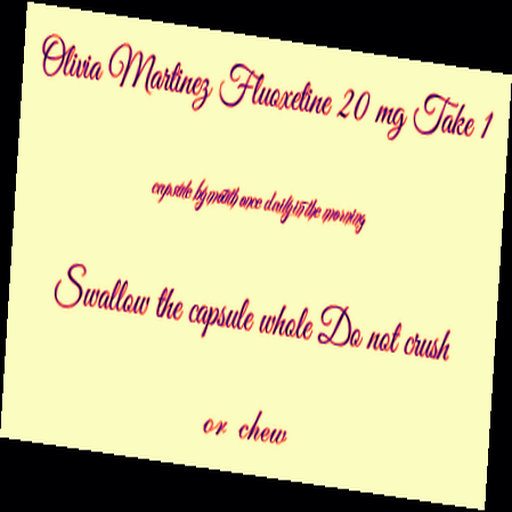 Olivia Martinez Fluoxetine 20 mg Take 1
capsule by mouth once daily in the morning
Swallow the capsule whole Do not crush
or chew